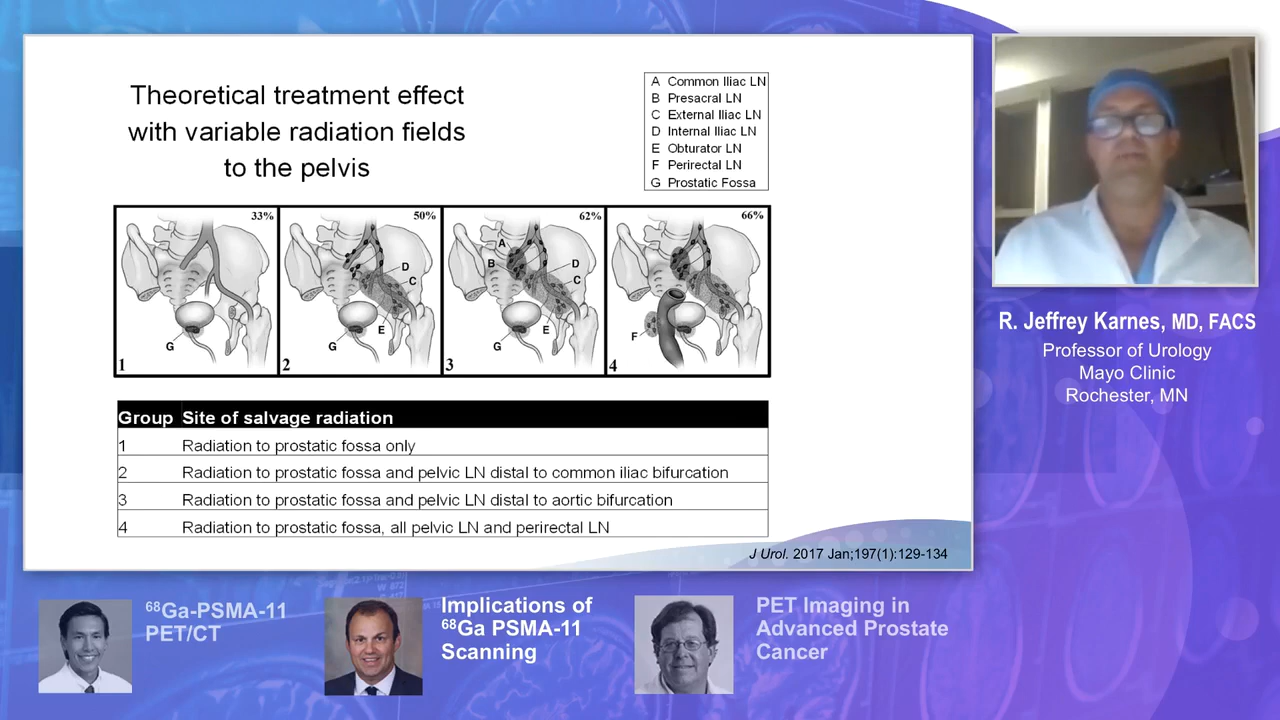 Theoretical treatment effect
with variable radiation fields
to the pelvis
A Common Iliac LN
B Presacral LN
C External Iliac LN
D Internal Iliac LN
E Obturator LN
F Perirectal LN
G Prostatic Fossa
33%
G
1
50%
D
C
E
G
2
62%
A
B
D
C
E
G
3
66%
F
4
Group Site of salvage radiation
1 Radiation to prostatic fossa only
2 Radiation to prostatic fossa and pelvic LN distal to common iliac bifurcation
3 Radiation to prostatic fossa and pelvic LN distal to aortic bifurcation
4 Radiation to prostatic fossa, all pelvic LN and perirectal LN
J Urol. 2017 Jan;197(1):129-134
R. Jeffrey Karnes, MD, FACS
Professor of Urology
Mayo Clinic
Rochester, MN
68Ga-PSMA-11
PET/CT
Implications of
68Ga PSMA-11
Scanning
PET Imaging in
Advanced Prostate
Cancer